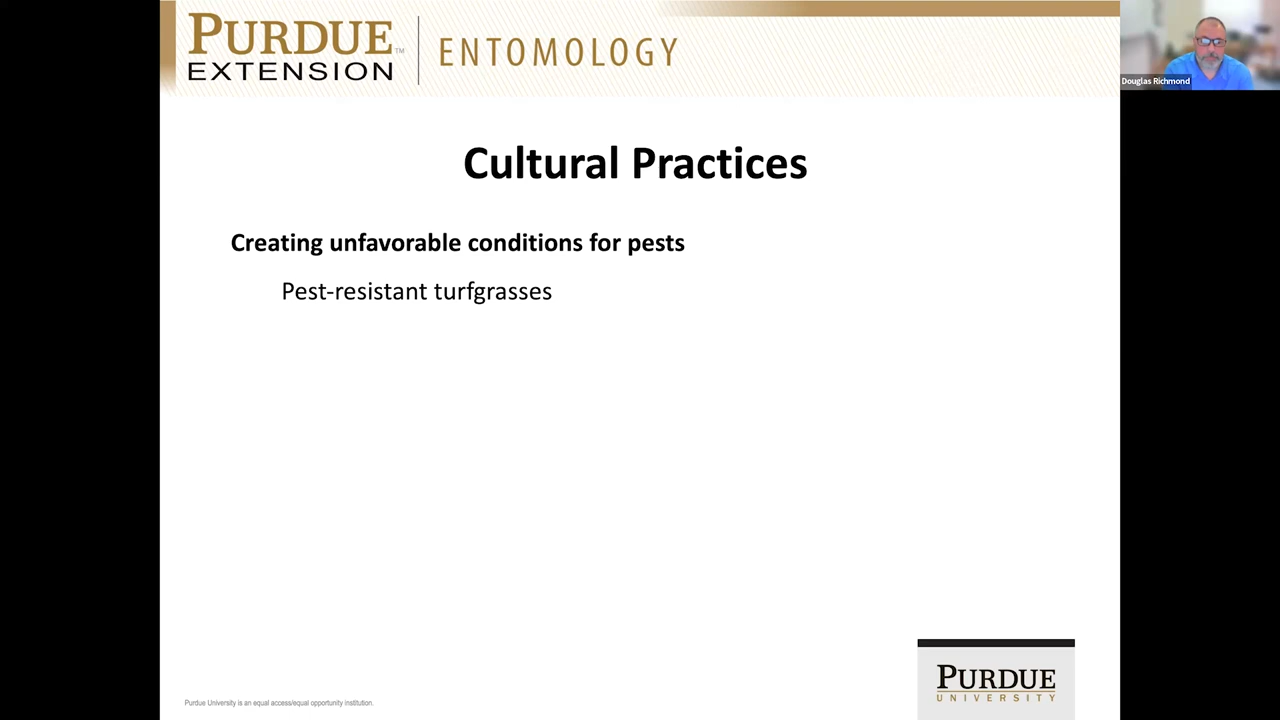 PURDUE™
EXTENSION
ENTOMOLOGY
Douglas Richmond
Cultural Practices
Creating unfavorable conditions for pests
Pest-resistant turfgrasses
Purdue University is an equal access/equal opportunity institution.
PURDUE
UNIVERSITY